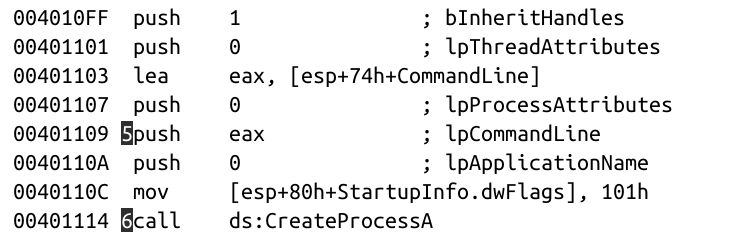 004010FF push 1 ; bInheritHandles
00401101 push 0 ; lpThreadAttributes
00401103 lea eax, [esp+74h+CommandLine]
00401107 push 0 ; lpProcessAttributes
00401109 5push eax ; lpCommandLine
0040110A push 0 ; lpApplicationName
0040110C mov [esp+80h+StartupInfo.dwFlags], 101h
00401114 6call ds:CreateProcessA